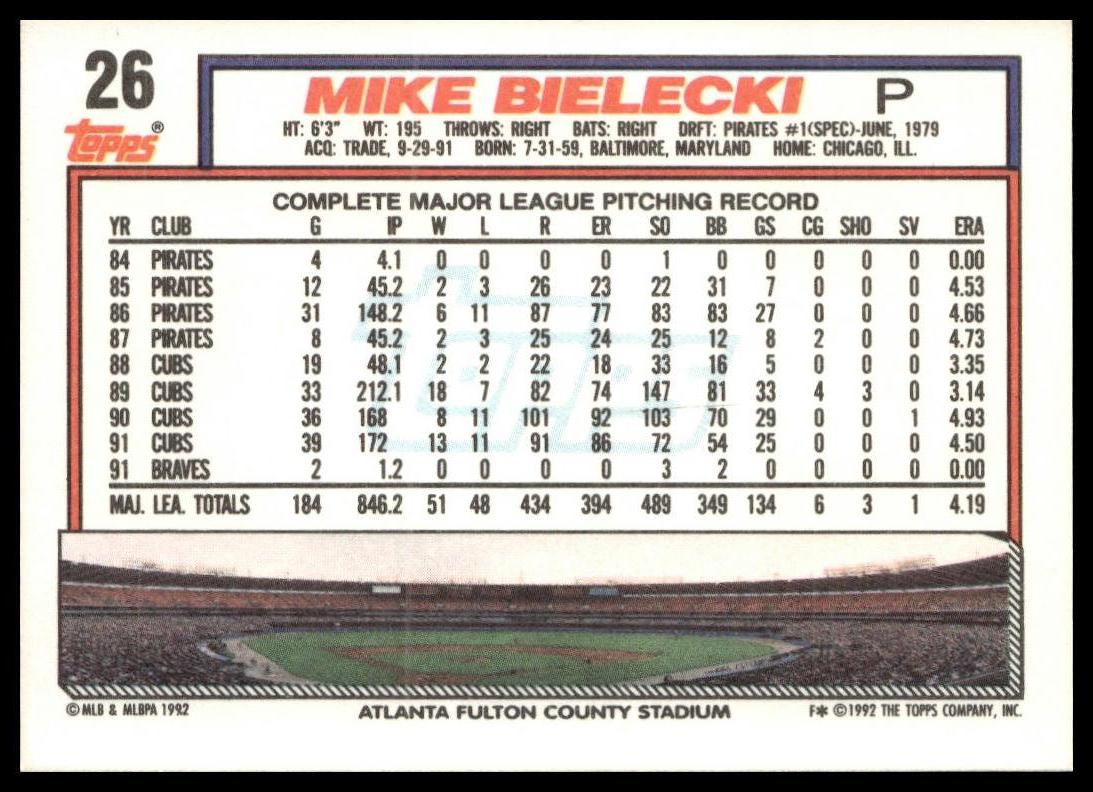 26
Topps®
MIKE BIELECKI P
HT: 6'3" WT: 195 THROWS: RIGHT BATS: RIGHT DRFT: PIRATES #1(SPEC)-JUNE, 1979
ACQ: TRADE, 9-29-91 BORN: 7-31-59, BALTIMORE, MARYLAND HOME: CHICAGO, ILL.
COMPLETE MAJOR LEAGUE PITCHING RECORD
YR CLUB G IP W L R ER SO BB GS CG SHO SV ERA
84 PIRATES 4 4.1 0 0 0 0 1 0 0 0 0 0 0.00
85 PIRATES 12 45.2 2 3 26 23 22 31 7 0 0 0 4.53
86 PIRATES 31 148.2 6 11 87 77 83 83 27 0 0 0 4.66
87 PIRATES 8 45.2 2 3 25 24 25 12 8 2 0 0 4.73
88 CUBS 19 48.1 2 2 22 18 33 16 5 0 0 0 3.35
89 CUBS 33 212.1 18 7 82 74 147 81 33 4 3 0 3.14
90 CUBS 36 168 8 11 101 92 103 70 29 0 0 1 4.93
91 CUBS 39 172 13 11 91 86 72 54 25 0 0 0 4.50
91 BRAVES 2 1.2 0 0 0 0 3 2 0 0 0 0 0.00
MAJ. LEA. TOTALS 184 846.2 51 48 434 394 489 349 134 6 3 1 4.19
Topps
© MLB & MLBPA 1992 ATLANTA FULTON COUNTY STADIUM F* © 1992 THE TOPPS COMPANY, INC.